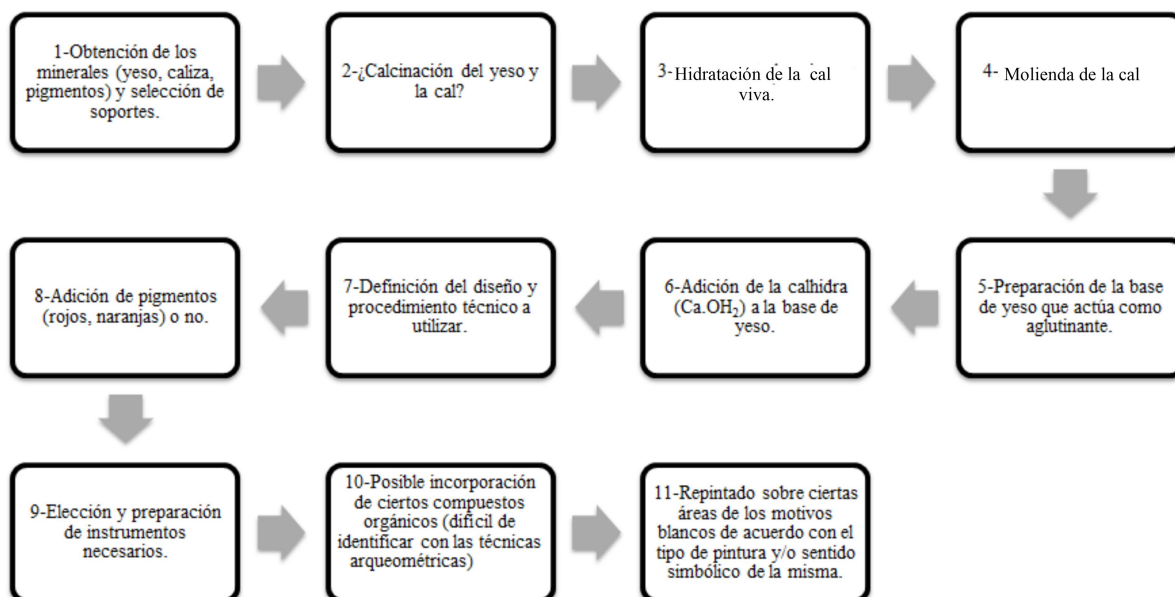 1-Obtención de los
minerales (yeso, caliza,
pigmentos) y selección de
soportes.
2-¿Calcinación del yeso y
la cal?
3-Hidratación de la cal
viva.
4- Molienda de la cal
5-Preparación de la base
de yeso que actúa como
aglutinante.
6-Adición de la calhidra
(Ca.OH₂) a la base de
yeso.
7-Definición del diseño y
procedimiento técnico a
utilizar.
8-Adición de pigmentos
(rojos, naranjas) o no.
9-Elección y preparación
de instrumentos
necesarios.
10-Posible incorporación
de ciertos compuestos
orgánicos (difícil de
identificar con las técnicas
arqueométricas)
11-Repintado sobre ciertas
áreas de los motivos
blancos de acuerdo con el
tipo de pintura y/o sentido
simbólico de la misma.